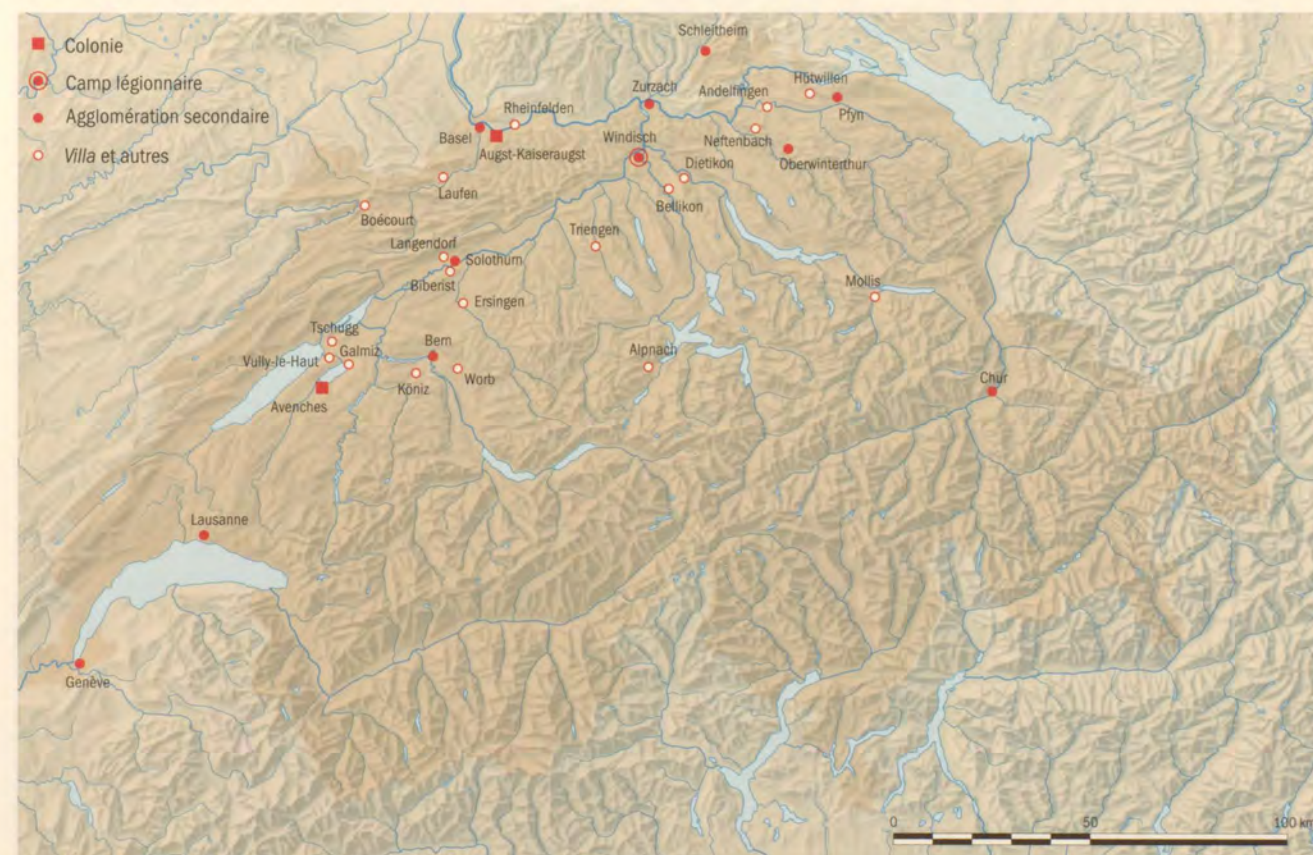 Colonie
Camp légionnaire
Agglomération secondaire
Villa et autres
Schleitheim
Zurzach
Hötwillen
Andelfingen
Pfyn
Rheinfelden
Basel
Augst-Kaiseraugst
Windisch
Neftenbach
Oberwinterthur
Dietikon
Bellikon
Laufen
Boécourt
Triengen
Langendorf
Solothurn
Biberist
Ersingen
Mollis
Tschugg
Vully-le-Haut
Galmiz
Bern
Köniz
Worb
Alpnach
Avenches
Chur
Lausanne
Genève
0 50 100 km